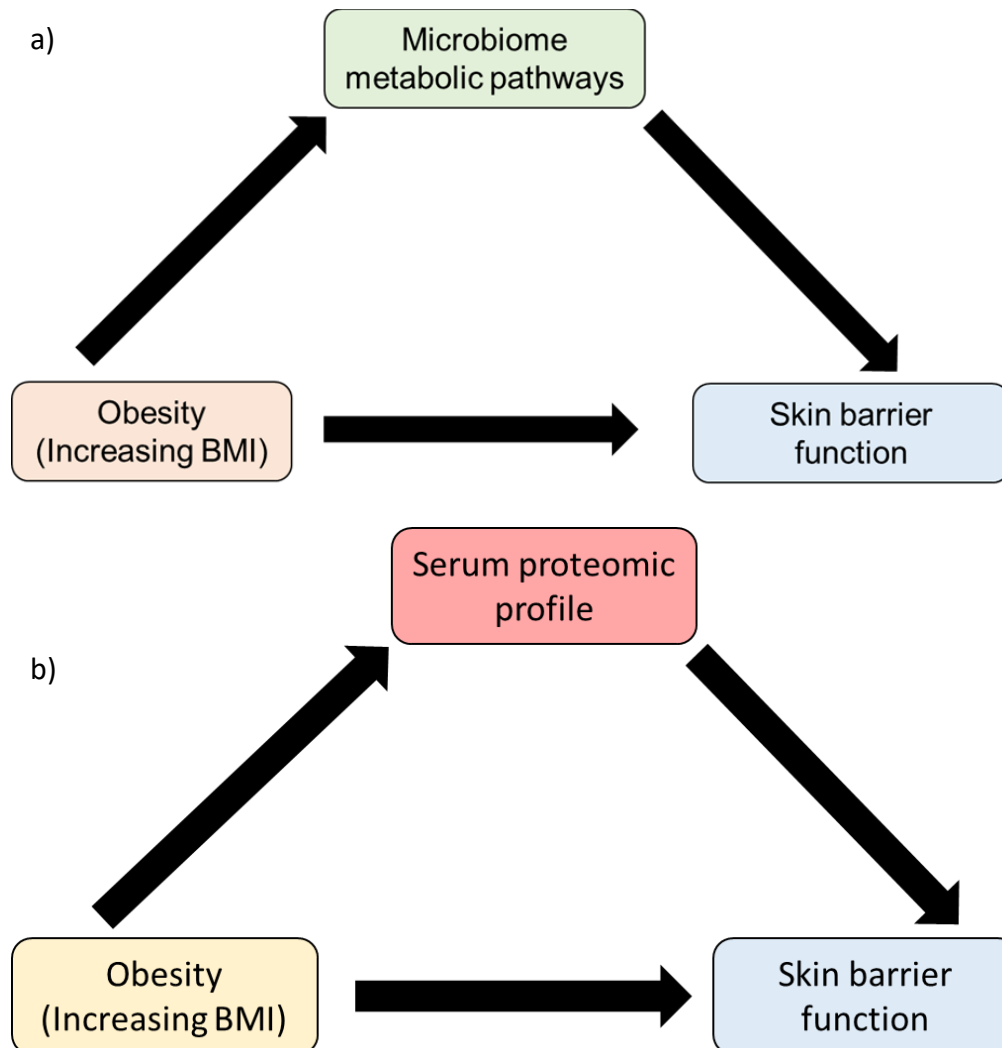 a)
Microbiome
metabolic pathways
Obesity
(Increasing BMI)
Skin barrier
function
Serum proteomic
profile
b)
Obesity
(Increasing BMI)
Skin barrier
function